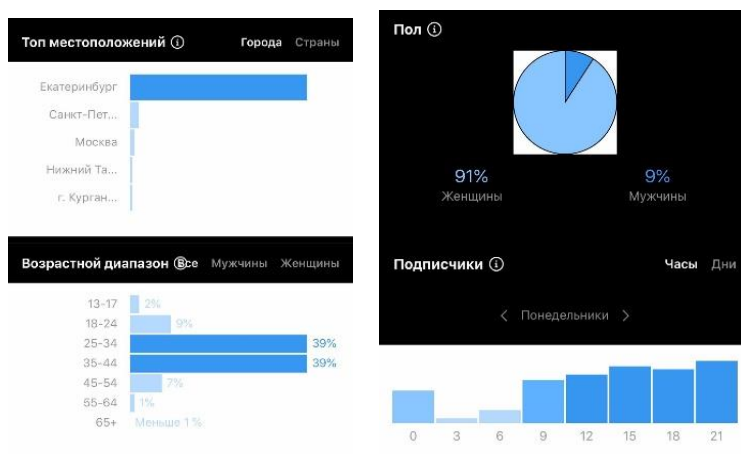 Топ местоположений
Города Страны
Екатеринбург
Санкт-Пет...
Москва
Нижний Та...
г. Курган...
Возрастной диапазон Все Мужчины Женщины
13-17 2%
18-24 9%
25-34 39%
35-44 39%
45-54 7%
55-64 1%
65+ Меньше 1 %
Пол
91% 9%
Женщины Мужчины
Подписчики
Часы Дни
Понедельники
0 3 6 9 12 15 18 21